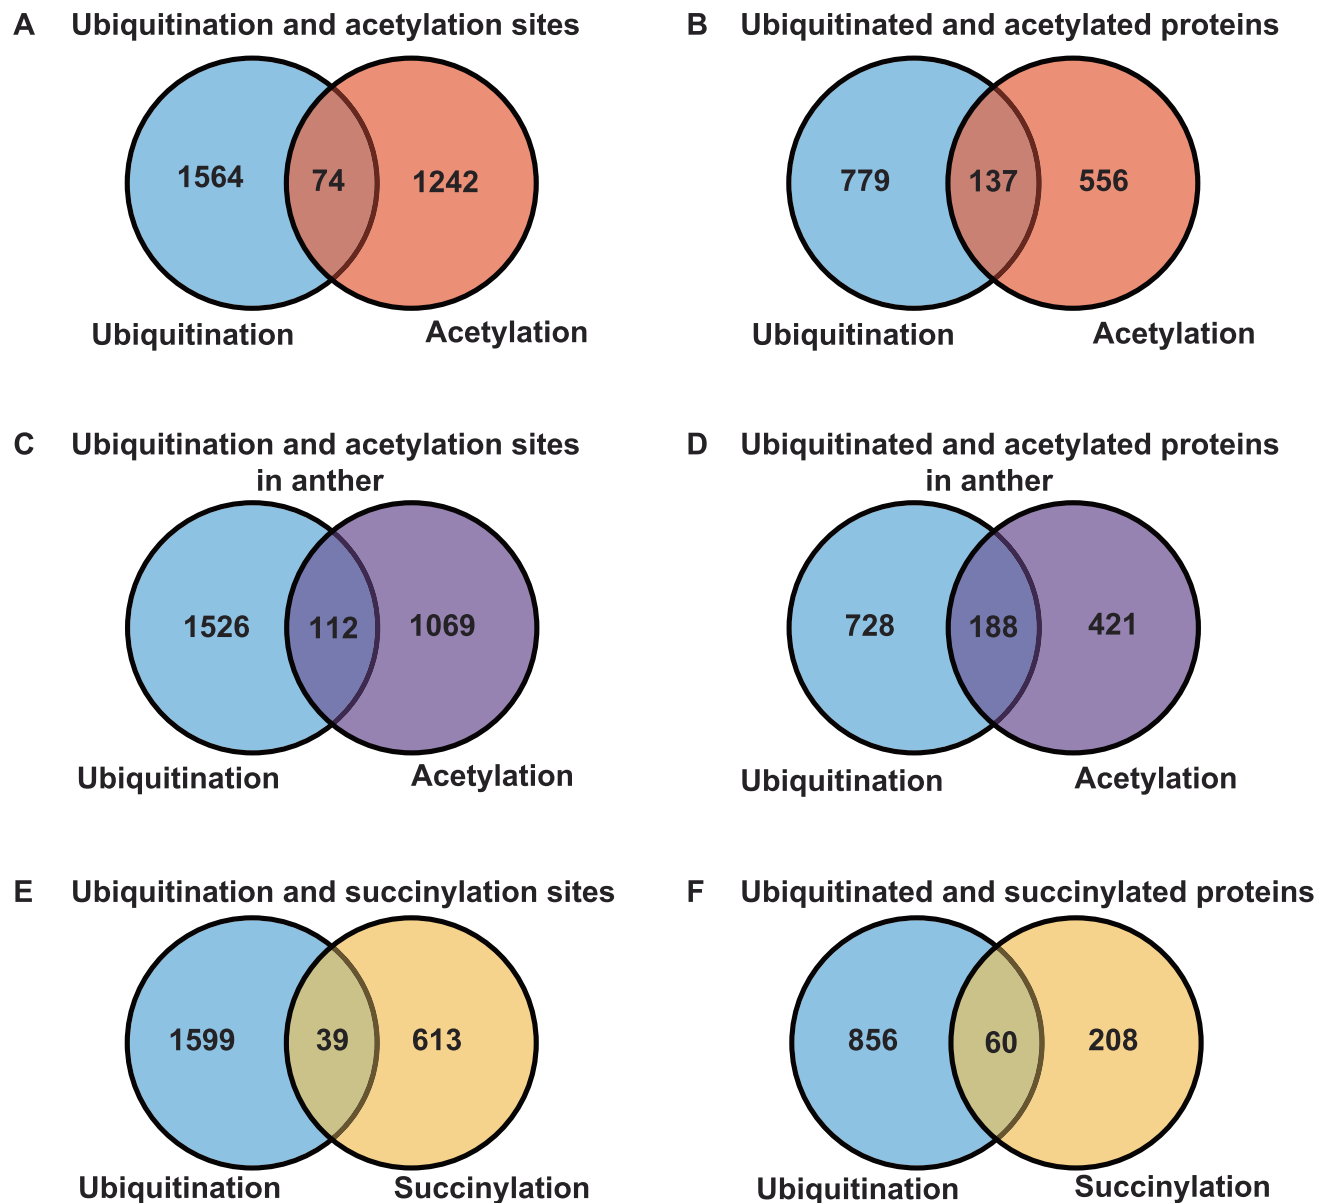 A Ubiquitination and acetylation sites
1564 74 1242
Ubiquitination Acetylation
B Ubiquitinated and acetylated proteins
779 137 556
Ubiquitination Acetylation
C Ubiquitination and acetylation sites
in anther
1526 112 1069
Ubiquitination Acetylation
D Ubiquitinated and acetylated proteins
in anther
728 188 421
Ubiquitination Acetylation
E Ubiquitination and succinylation sites
1599 39 613
Ubiquitination Succinylation
F Ubiquitinated and succinylated proteins
856 60 208
Ubiquitination Succinylation